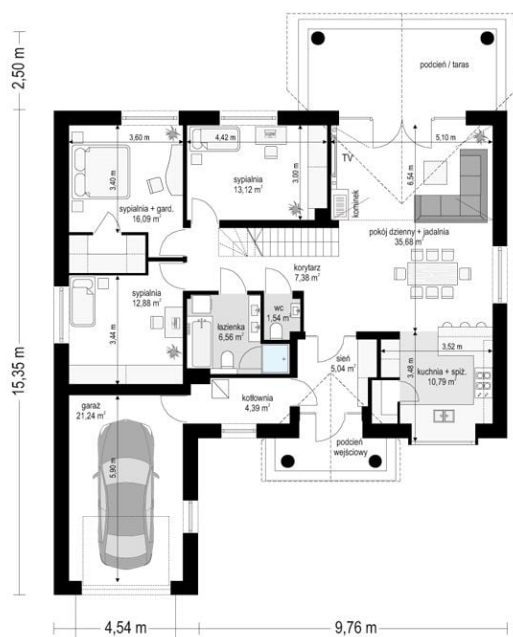 2,50 m
podcień / taras
3,60 m
4,42 m
5,10 m
3,40 m
sypialnia
13,12 m²
3,00 m
TV
6,54 m
kominek
sypialnia + gard.
16,09 m²
pokój dzienny + jadalnia
35,68 m²
korytarz
7,38 m²
sypialnia
12,88 m²
3,44 m
łazienka
6,56 m²
wc
1,54 m²
15,35 m
sień
5,04 m²
3,52 m
3,48 m
kuchnia + spiż.
10,79 m²
kotłownia
4,39 m²
garaż
21,24 m²
podcień
wejściowy
5,90 m
4,54 m
9,76 m